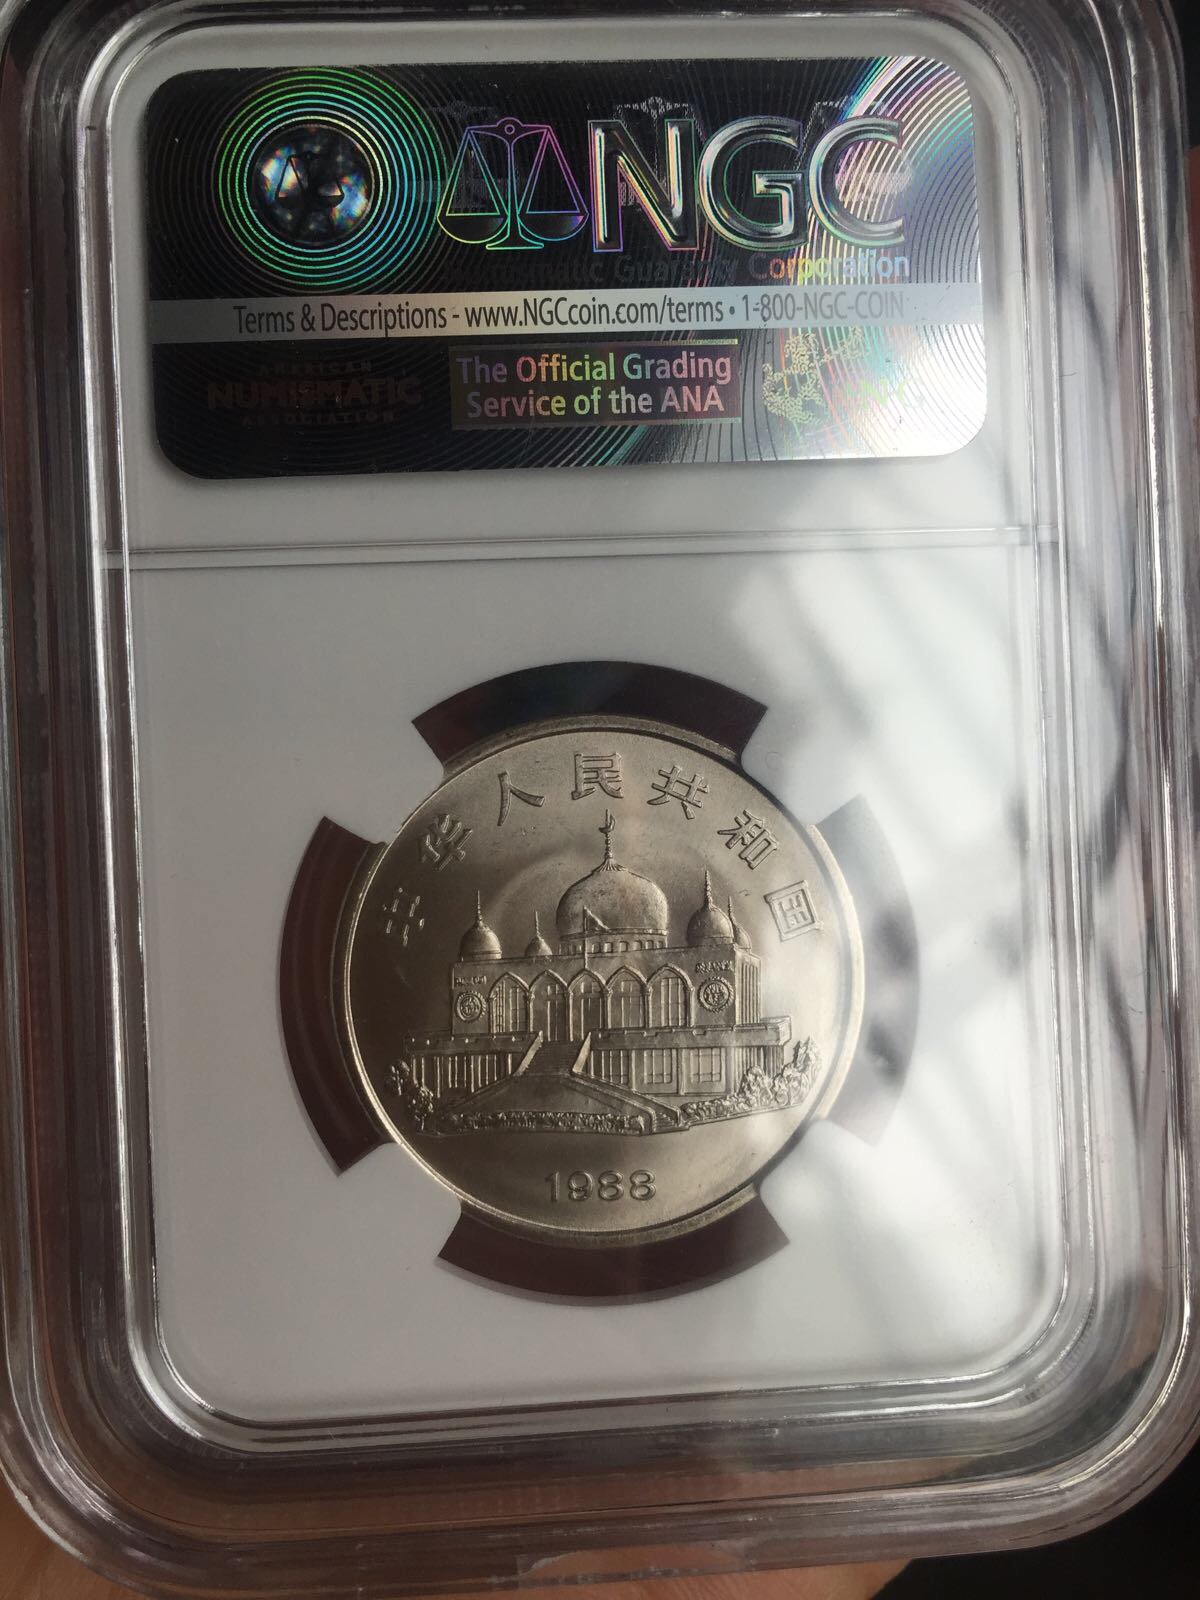 NGC
Numismatic Guaranty Corporation
Terms & Descriptions - www.NGCcoin.com/terms • 1-800-NGC-COIN
AMERICAN
NUMISMATIC
ASSOCIATION
The Official Grading
Service of the ANA
中华人民共和国
1988